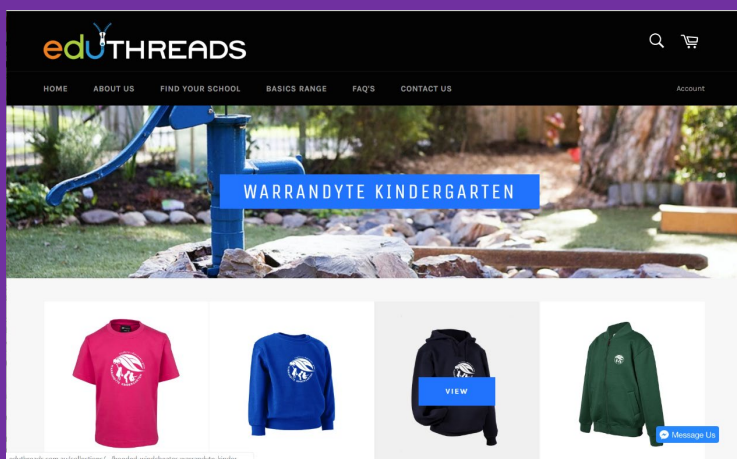 eduTHREADS
HOME ABOUT US FIND YOUR SCHOOL BASICS RANGE FAQ'S CONTACT US Account
WARRANDYTE KINDERGARTEN
VIEW
Message Us